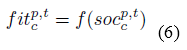 fit_c^{p,t} = f(soc_c^{p,t}) (6)